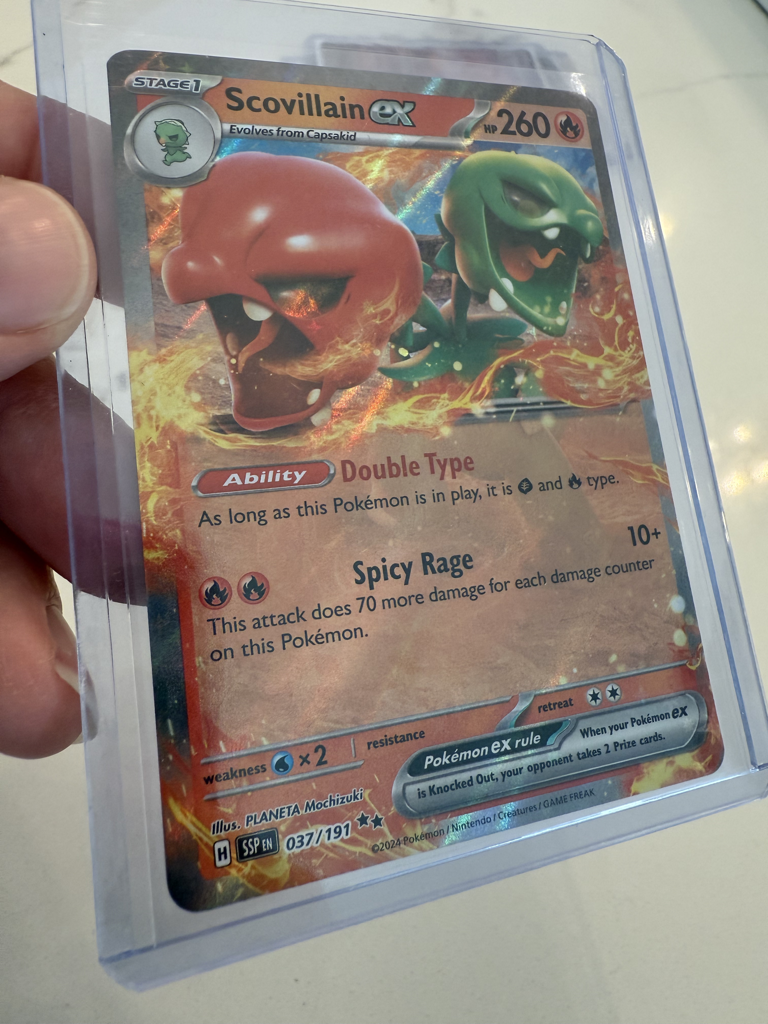 STAGE1
Scovillain ex
HP 260
Evolves from Capsakid
Ability Double Type
As long as this Pokémon is in play, it is and type.
Spicy Rage 10+
This attack does 70 more damage for each damage counter
on this Pokémon.
weakness ×2 resistance retreat
Pokémon ex rule When your Pokémon ex
is Knocked Out, your opponent takes 2 Prize cards.
Illus. PLANETA Mochizuki
H SSP EN 037/191 ★★
©2024 Pokémon / Nintendo / Creatures / GAME FREAK